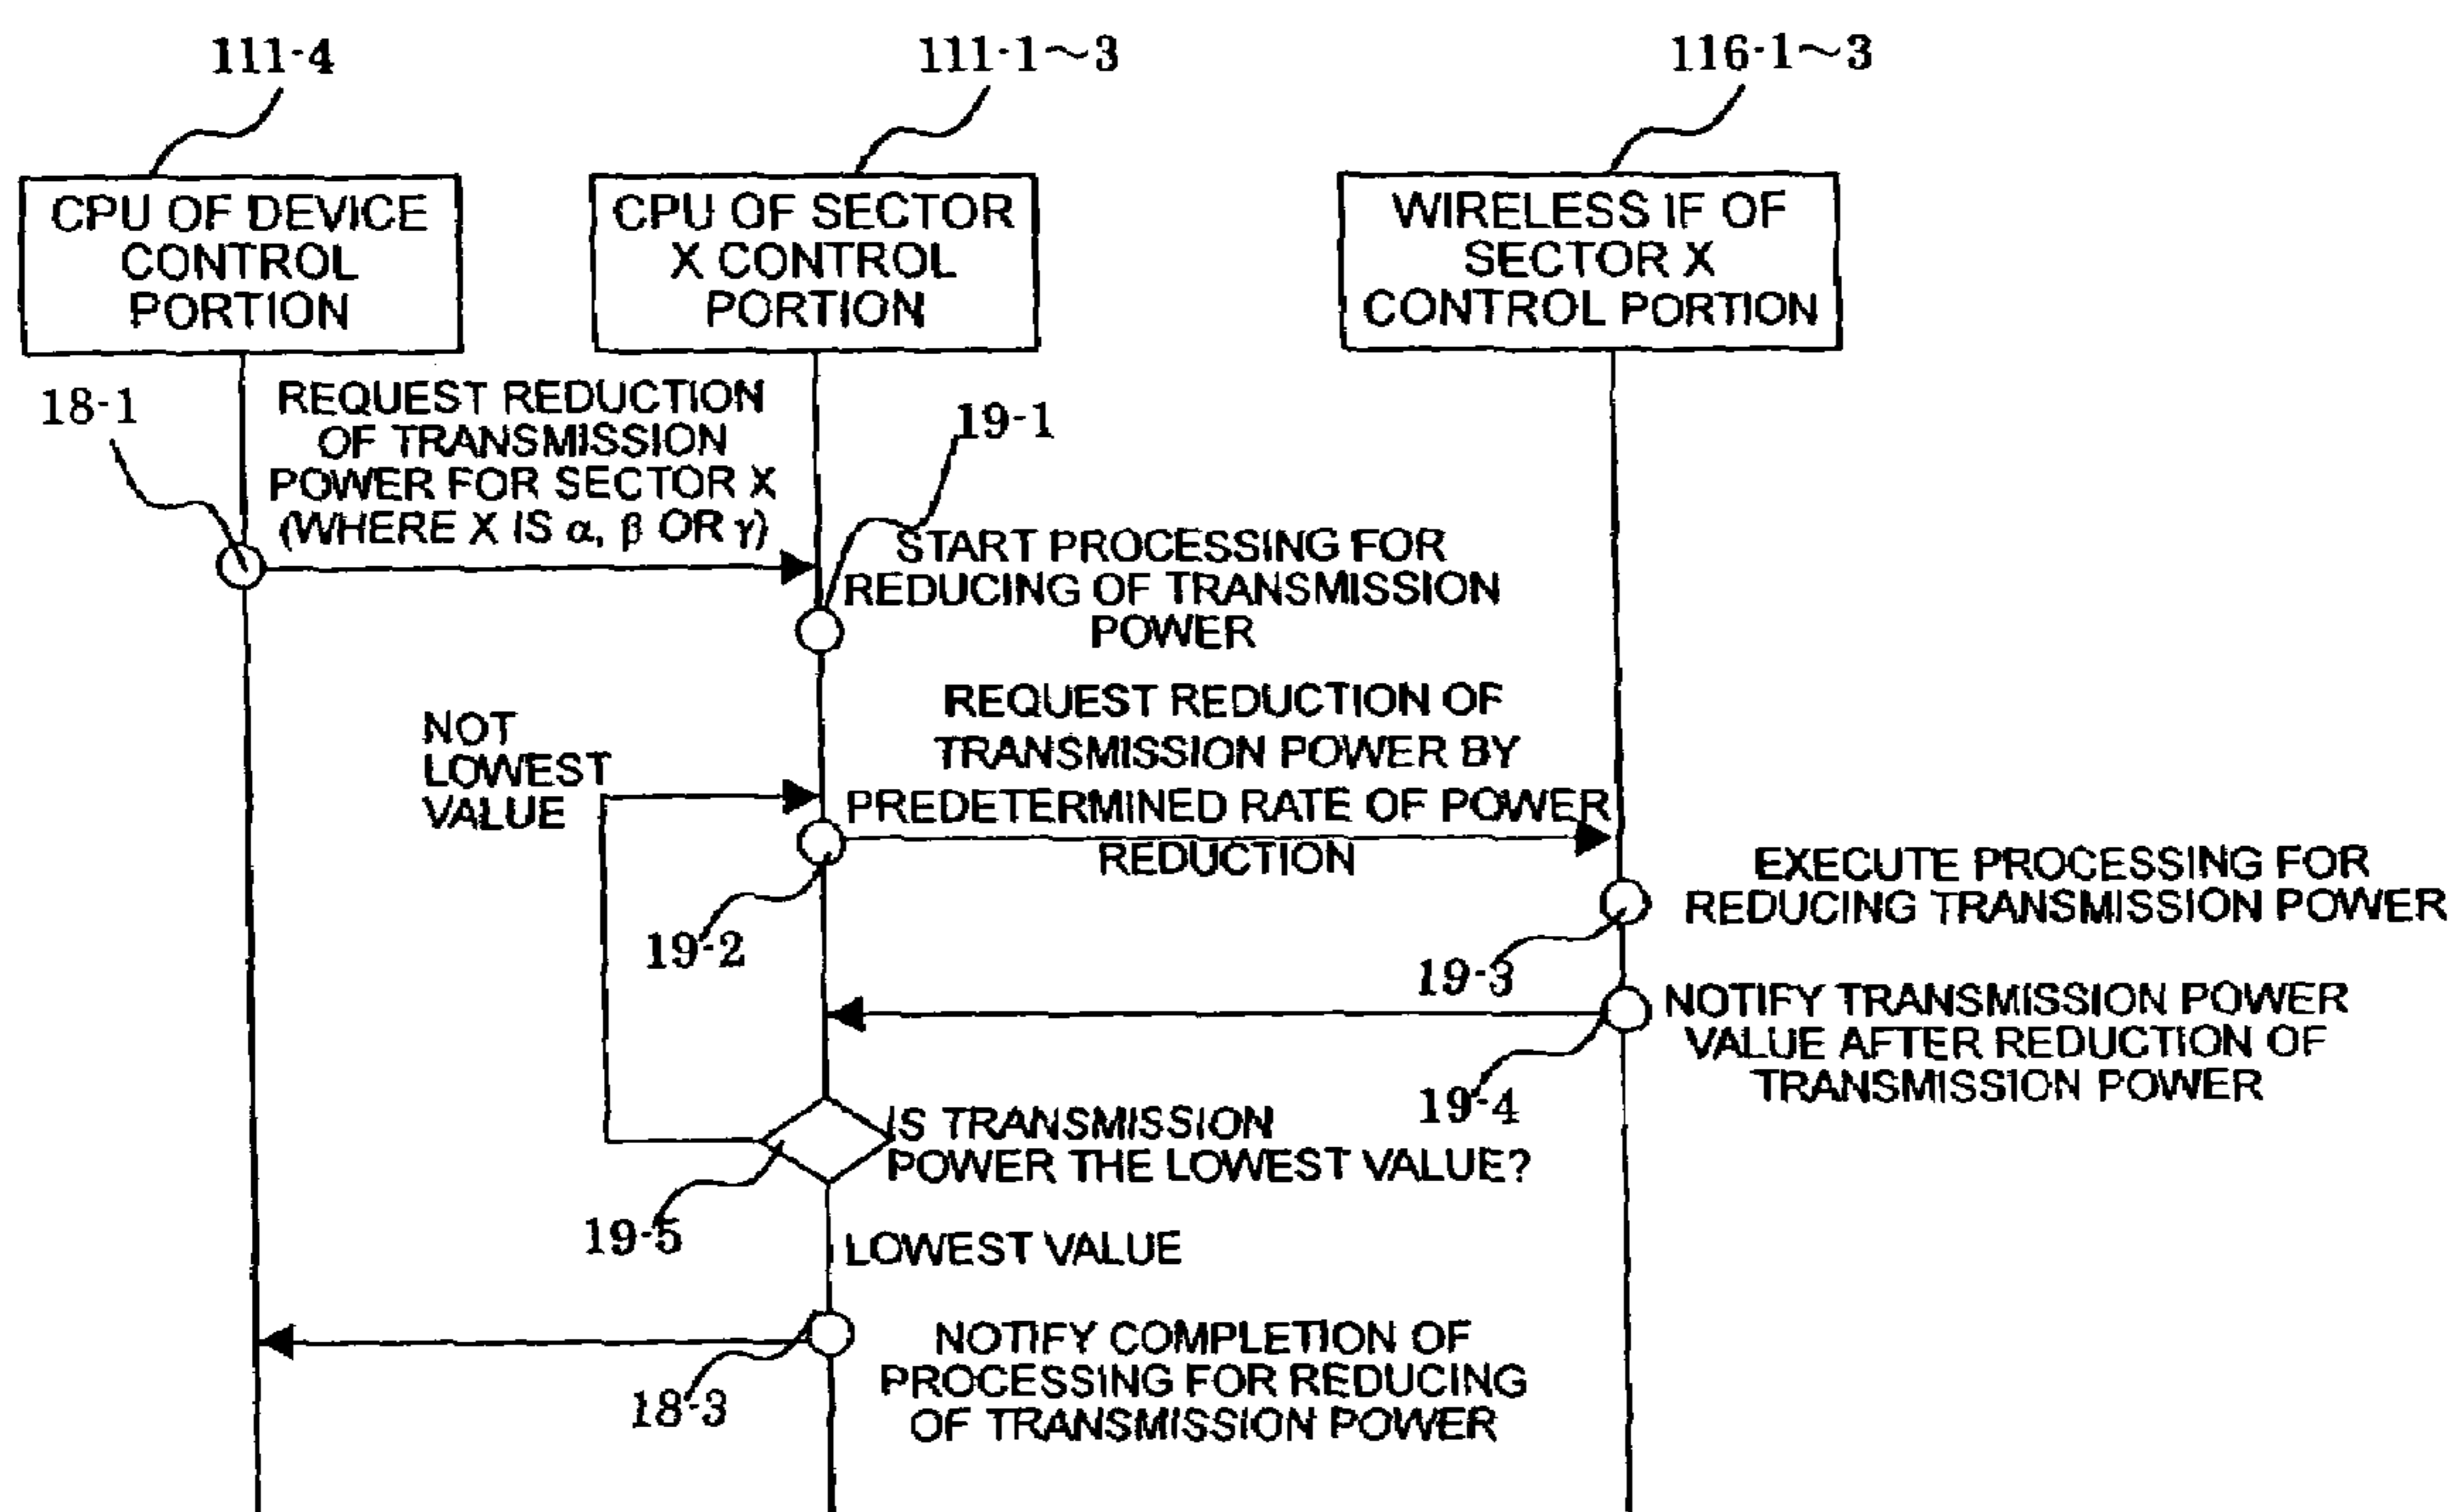 111-4
111-1~3
116-1~3
CPU OF DEVICE
CONTROL
PORTION
CPU OF SECTOR
X CONTROL
PORTION
WIRELESS IF OF
SECTOR X
CONTROL PORTION
18-1
REQUEST REDUCTION
OF TRANSMISSION
POWER FOR SECTOR X
(WHERE X IS α, β OR γ)
19-1
START PROCESSING FOR
REDUCING OF TRANSMISSION
POWER
NOT
LOWEST
VALUE
REQUEST REDUCTION OF
TRANSMISSION POWER BY
PREDETERMINED RATE OF POWER
REDUCTION
19-2
EXECUTE PROCESSING FOR
REDUCING TRANSMISSION POWER
19-3
NOTIFY TRANSMISSION POWER
VALUE AFTER REDUCTION OF
TRANSMISSION POWER
19-4
IS TRANSMISSION
POWER THE LOWEST VALUE?
19-5
LOWEST VALUE
18-3
NOTIFY COMPLETION OF
PROCESSING FOR REDUCING
OF TRANSMISSION POWER